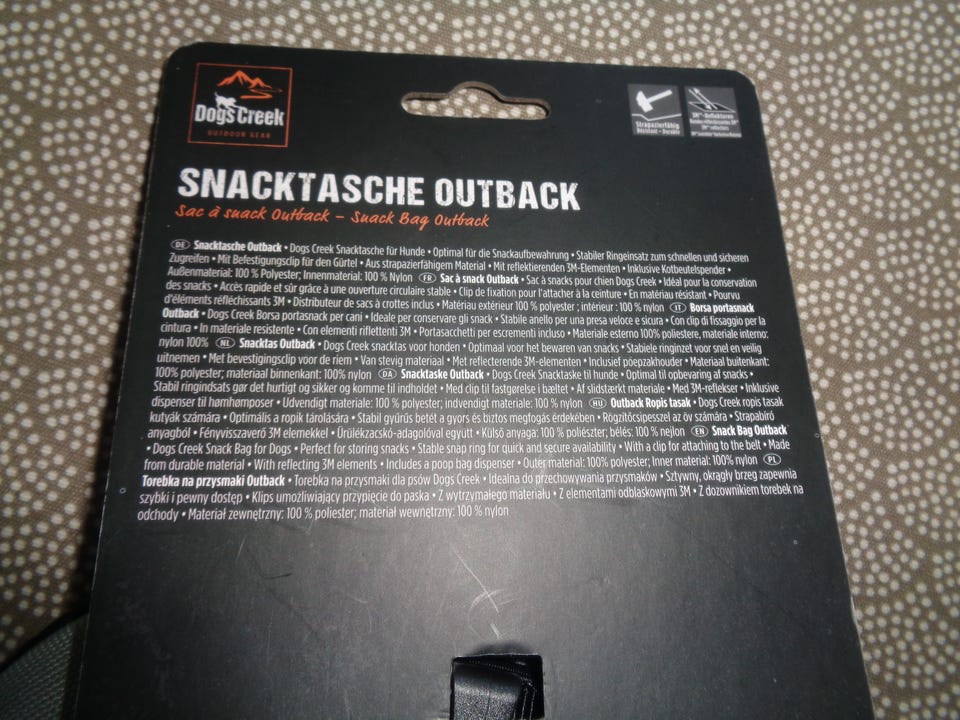 Dogs Creek
OUTDOOR GEAR
Strapazierfähig
Résistant - Durable
3M™-Reflektoren
3M™ reflectors
SNACKTASCHE OUTBACK
Sac à snack Outback – Snack Bag Outback
DE Snacktasche Outback • Dogs Creek Snacktasche für Hunde • Optimal für die Snackaufbewahrung • Stabiler Ringeinsatz zum schnellen und sicheren
Zugreifen • Mit Befestigungsclip für den Gürtel • Aus strapazierfähigem Material • Mit reflektierenden 3M-Elementen • Inklusive Kotbeutelspender •
Außenmaterial: 100 % Polyester; Innenmaterial: 100 % Nylon FR Sac à snack Outback • Sac à snacks pour chien Dogs Creek • Idéal pour la conservation
des snacks • Accès rapide et sûr grâce à une ouverture circulaire stable • Clip de fixation pour l'attacher à la ceinture • En matériau résistant • Pourvu
d'éléments réfléchissants 3M • Distributeur de sacs à crottes inclus • Matériau extérieur 100 % polyester ; intérieur : 100 % nylon IT Borsa portasnack
Outback • Dogs Creek Borsa portasnack per cani • Ideale per conservare gli snack • Stabile anello per una presa veloce e sicura • Con clip di fissaggio per la
cintura • In materiale resistente • Con elementi riflettenti 3M • Portasacchetti per escrementi incluso • Materiale esterno 100% poliestere, materiale interno:
nylon 100% NL Snacktas Outback • Dogs Creek snacktas voor honden • Optimaal voor het bewaren van snacks • Stabiele ringinzet voor snel en veilig
uitnemen • Met bevestigingsclip voor de riem • Van stevig materiaal • Met reflecterende 3M-elementen • Inclusief poepzakhouder • Materiaal buitenkant:
100% polyester; materiaal binnenkant: 100% nylon DA Snacktaske Outback • Dogs Creek Snacktaske til hunde • Optimal til opbevaring af snacks •
Stabil ringindsats gør det hurtigt og sikker og komme til indholdet • Med clip til fastgørelse i bæltet • Af slidstærkt materiale • Med 3M-reflekser • Inklusive
dispenser til hømhømposer • Udvendigt materiale: 100 % polyester; indvendigt materiale: 100 % nylon HU Outback Ropis tasak • Dogs Creek ropis tasak
kutyák számára • Optimális a ropik tárolására • Stabil gyűrűs betét a gyors és biztos megfogás érdekében • Rögzítőcsipesszel az öv számára • Strapabíró
anyagból • Fényvisszaverő 3M elemekkel • Ürülékzacskó-adagolóval együtt • Külső anyaga: 100 % poliészter; bélés: 100 % nejlon EN Snack Bag Outback
• Dogs Creek Snack Bag for Dogs • Perfect for storing snacks • Stable snap ring for quick and secure availability • With a clip for attaching to the belt • Made
from durable material • With reflecting 3M elements • Includes a poop bag dispenser • Outer material: 100% polyester; Inner material: 100% nylon PL
Torebka na przysmaki Outback • Torebka na przysmaki dla psów Dogs Creek • Idealna do przechowywania przysmaków • Sztywny, okrągły brzeg zapewnia
szybki i pewny dostęp • Klips umożliwiający przypięcie do paska • Z wytrzymałego materiału • Z elementami odblaskowymi 3M • Z dozownikiem torebek na
odchody • Materiał zewnętrzny: 100 % poliester; materiał wewnętrzny: 100 % nylon